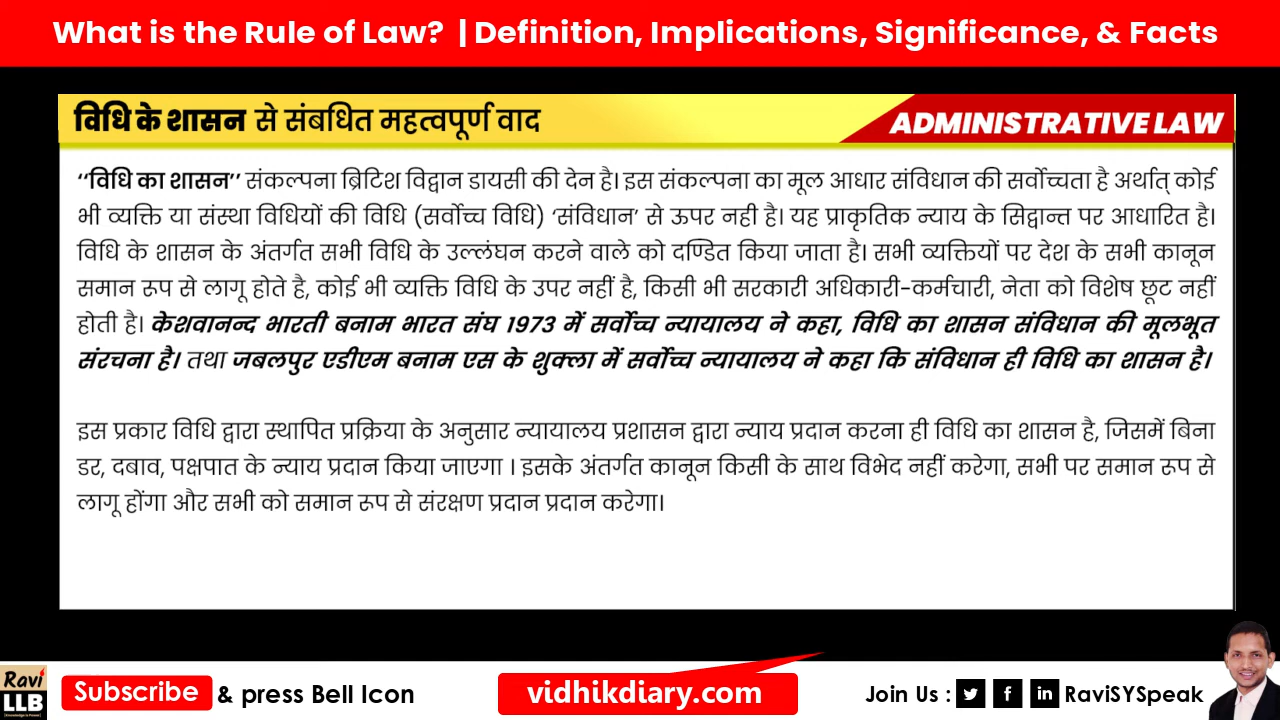 What is the Rule of Law? | Definition, Implications, Significance, & Facts
विधि के शासन से संबधित महत्वपूर्ण वाद
ADMINISTRATIVE LAW
‘‘विधि का शासन’’ संकल्पना ब्रिटिश विद्वान डायसी की देन है। इस संकल्पना का मूल आधार संविधान की सर्वोच्चता है अर्थात् कोई
भी व्यक्ति या संस्था विधियों की विधि (सर्वोच्च विधि) ‘संविधान’ से ऊपर नही है। यह प्राकृतिक न्याय के सिद्वान्त पर आधारित है।
विधि के शासन के अंतर्गत सभी विधि के उल्लंघन करने वाले को दण्डित किया जाता है। सभी व्यक्तियों पर देश के सभी कानून
समान रूप से लागू होते है, कोई भी व्यक्ति विधि के उपर नहीं है, किसी भी सरकारी अधिकारी-कर्मचारी, नेता को विशेष छूट नहीं
होती है। केशवानन्द भारती बनाम भारत संघ 1973 में सर्वोच्च न्यायालय ने कहा, विधि का शासन संविधान की मूलभूत
संरचना है। तथा जबलपुर एडीएम बनाम एस के शुक्ला में सर्वोच्च न्यायालय ने कहा कि संविधान ही विधि का शासन है।
इस प्रकार विधि द्वारा स्थापित प्रक्रिया के अनुसार न्यायालय प्रशासन द्वारा न्याय प्रदान करना ही विधि का शासन है, जिसमें बिना
डर, दबाव, पक्षपात के न्याय प्रदान किया जाएगा । इसके अंतर्गत कानून किसी के साथ विभेद नहीं करेगा, सभी पर समान रूप से
लागू होंगा और सभी को समान रूप से संरक्षण प्रदान प्रदान करेगा।
Ravi
LLB
Subscribe & press Bell Icon
vidhikdiary.com
Join Us : RaviSYSpeak